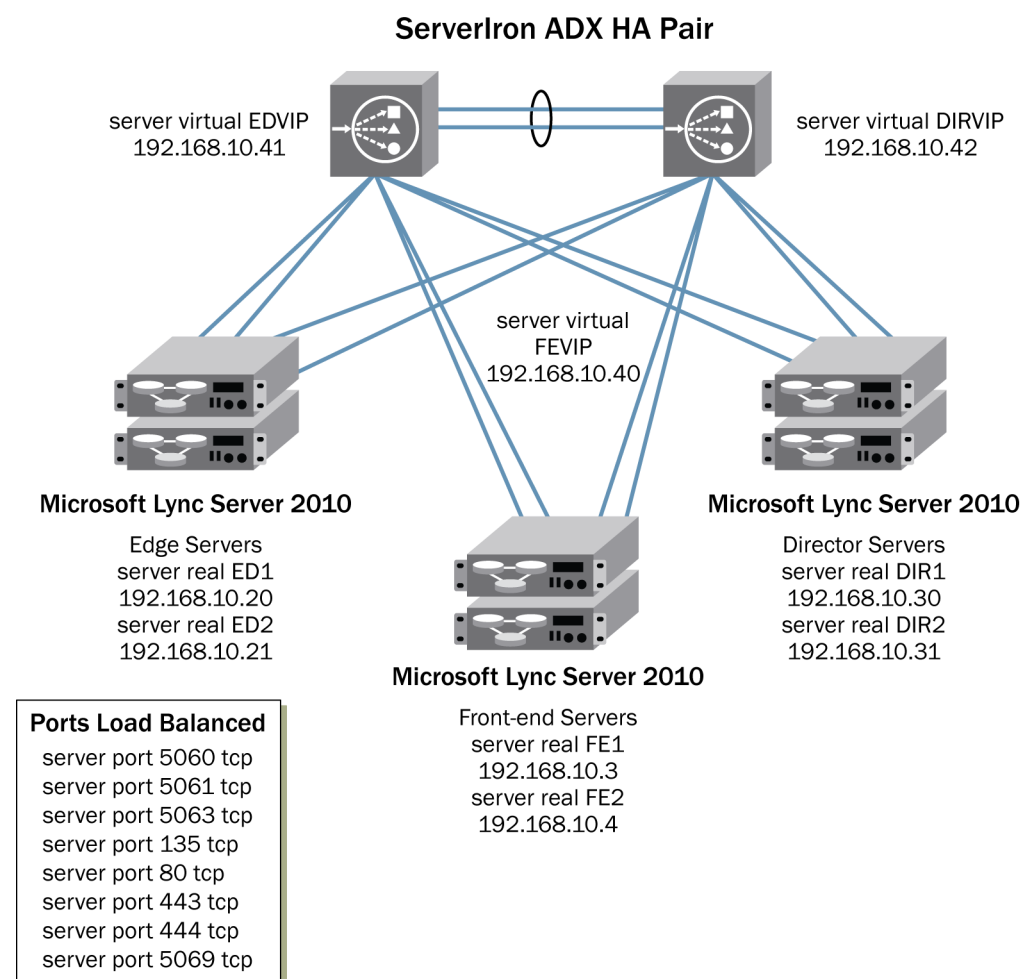 ServerIron ADX HA Pair
server virtual EDVIP
192.168.10.41
server virtual DIRVIP
192.168.10.42
server virtual
FEVIP
192.168.10.40
Microsoft Lync Server 2010
Edge Servers
server real ED1
192.168.10.20
server real ED2
192.168.10.21
Microsoft Lync Server 2010
Director Servers
server real DIR1
192.168.10.30
server real DIR2
192.168.10.31
Microsoft Lync Server 2010
Front-end Servers
server real FE1
192.168.10.3
server real FE2
192.168.10.4
Ports Load Balanced
server port 5060 tcp
server port 5061 tcp
server port 5063 tcp
server port 135 tcp
server port 80 tcp
server port 443 tcp
server port 444 tcp
server port 5069 tcp